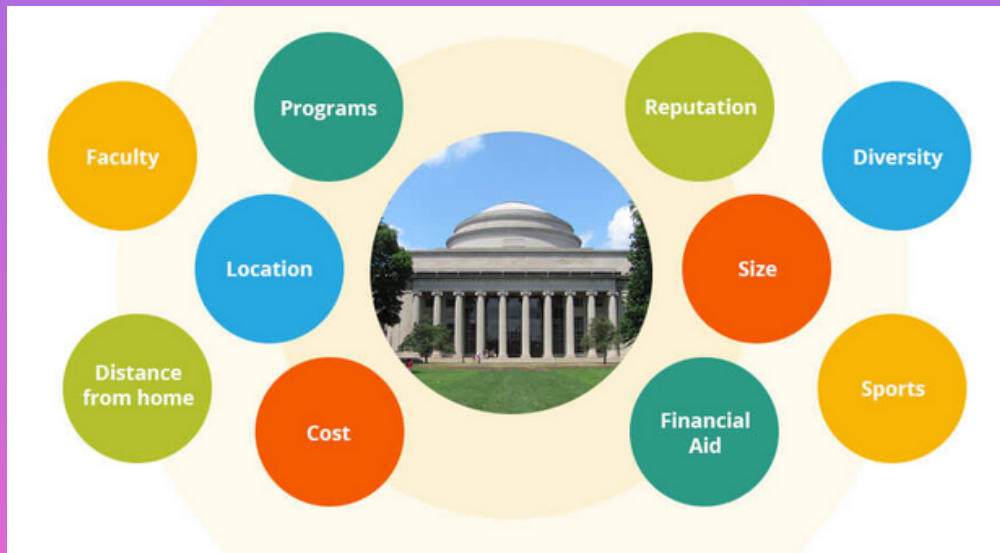 Programs
Reputation
Faculty
Diversity
Location
Size
Distance
from home
Cost
Financial
Aid
Sports